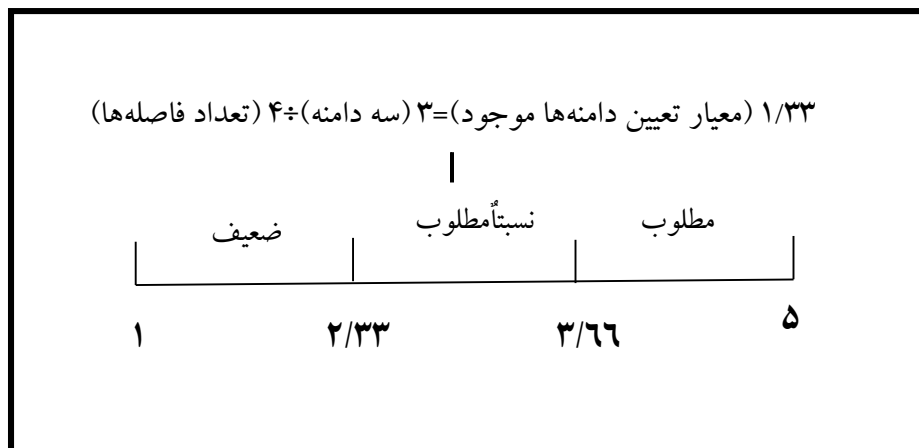 ۱/۳۳ (معیار تعیین دامنه‌ها موجود)=۳ (سه دامنه)÷۴ (تعداد فاصله‌ها)
مطلوب نسبتاٌمطلوب ضعیف
۵ ۳/٦٦ ۲/۳۳ ۱